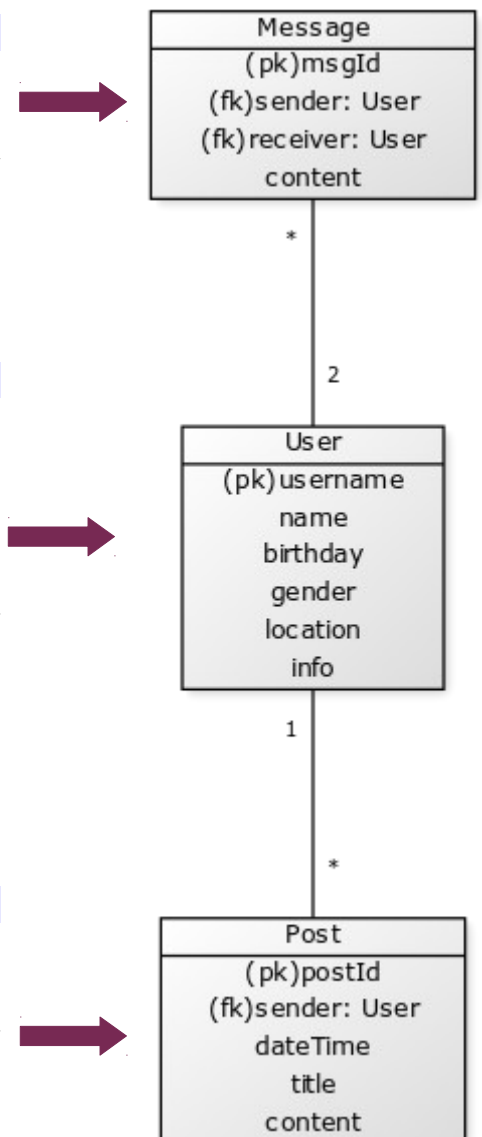 Message
(pk)msgId
(fk)sender: User
(fk)receiver: User
content
*
2
User
(pk)username
name
birthday
gender
location
info
1
*
Post
(pk)postId
(fk)sender: User
dateTime
title
content